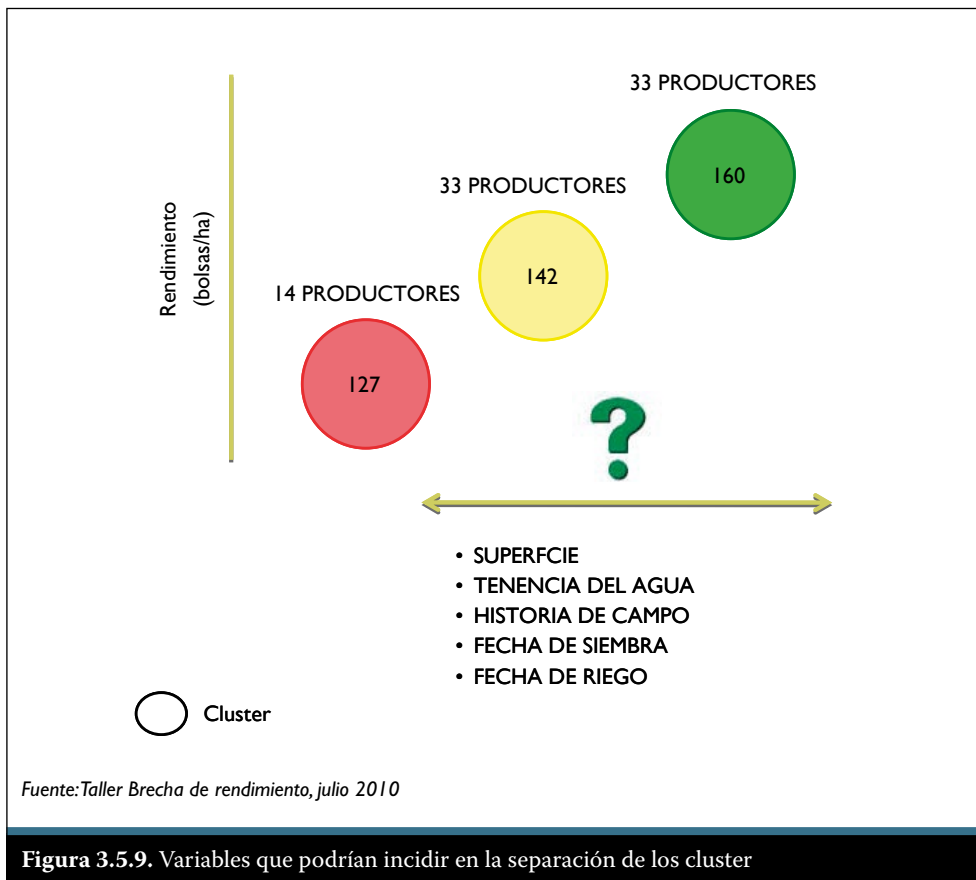 33 PRODUCTORES
160
33 PRODUCTORES
142
14 PRODUCTORES
127
Rendimiento
(bolsas/ha)
?
• SUPERFCIE
• TENENCIA DEL AGUA
• HISTORIA DE CAMPO
• FECHA DE SIEMBRA
• FECHA DE RIEGO
Cluster
Fuente: Taller Brecha de rendimiento, julio 2010
Figura 3.5.9. Variables que podrían incidir en la separación de los cluster